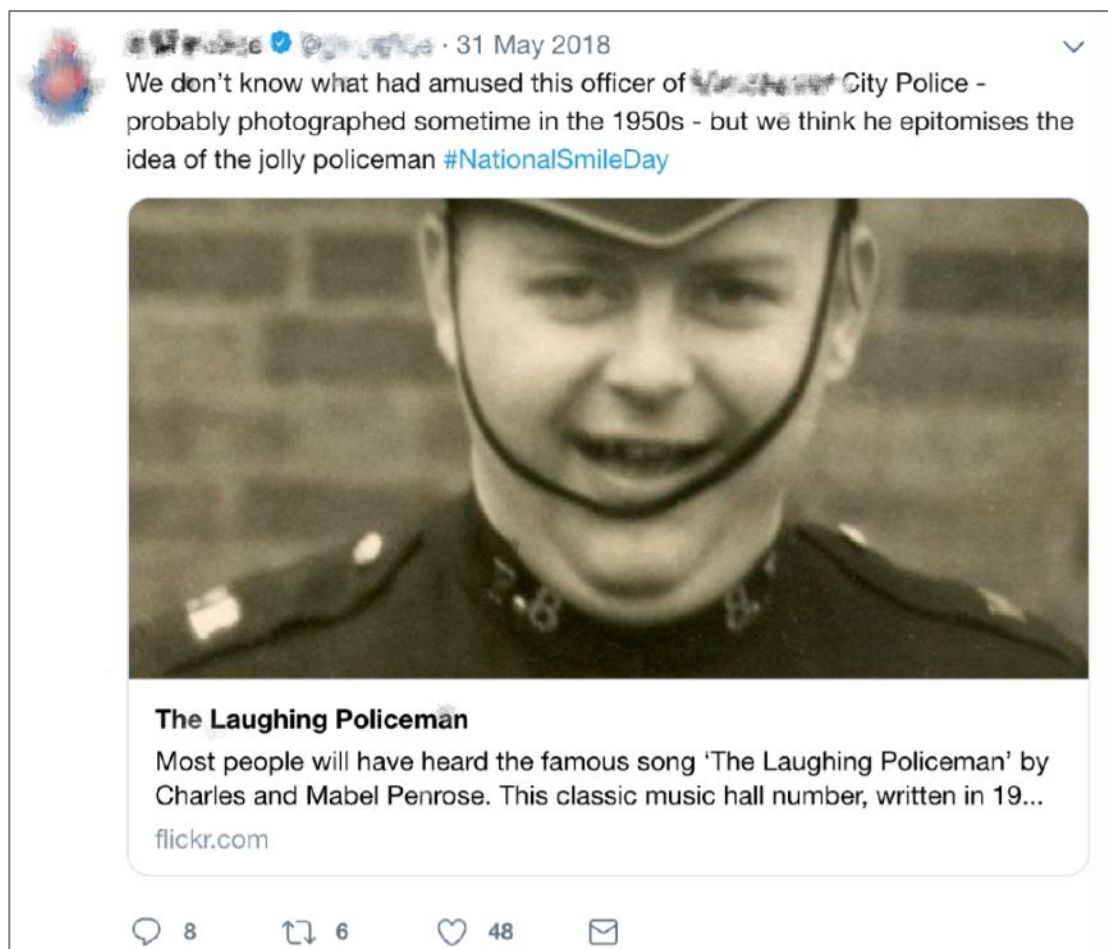 · 31 May 2018
We don't know what had amused this officer of City Police -
probably photographed sometime in the 1950s - but we think he epitomises the
idea of the jolly policeman #NationalSmileDay
The Laughing Policeman
Most people will have heard the famous song ‘The Laughing Policeman’ by
Charles and Mabel Penrose. This classic music hall number, written in 19...
flickr.com
8 6 48